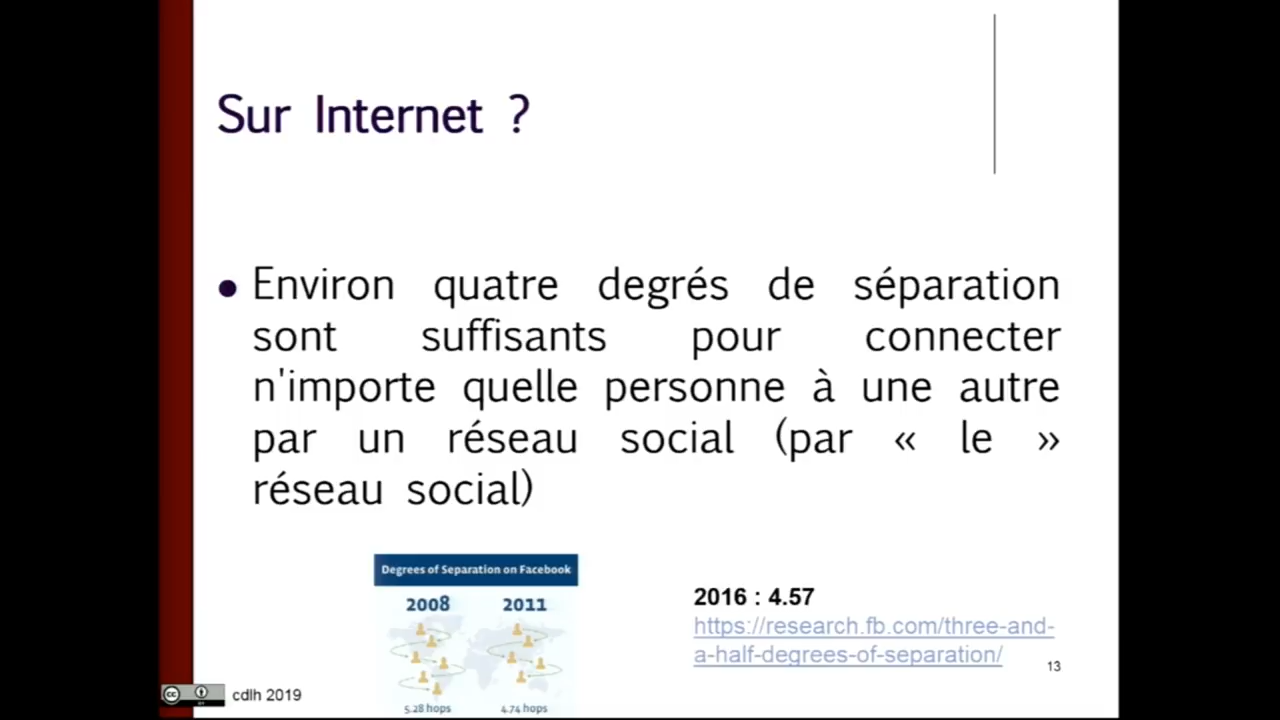 Sur Internet ?
Environ quatre degrés de séparation
sont suffisants pour connecter
n'importe quelle personne à une autre
par un réseau social (par « le »
réseau social)
Degrees of Separation on Facebook
2008 2011
5.28 hops 4.74 hops
2016 : 4.57
https://research.fb.com/three-and-
a-half-degrees-of-separation/
13
cc BY cdlh 2019